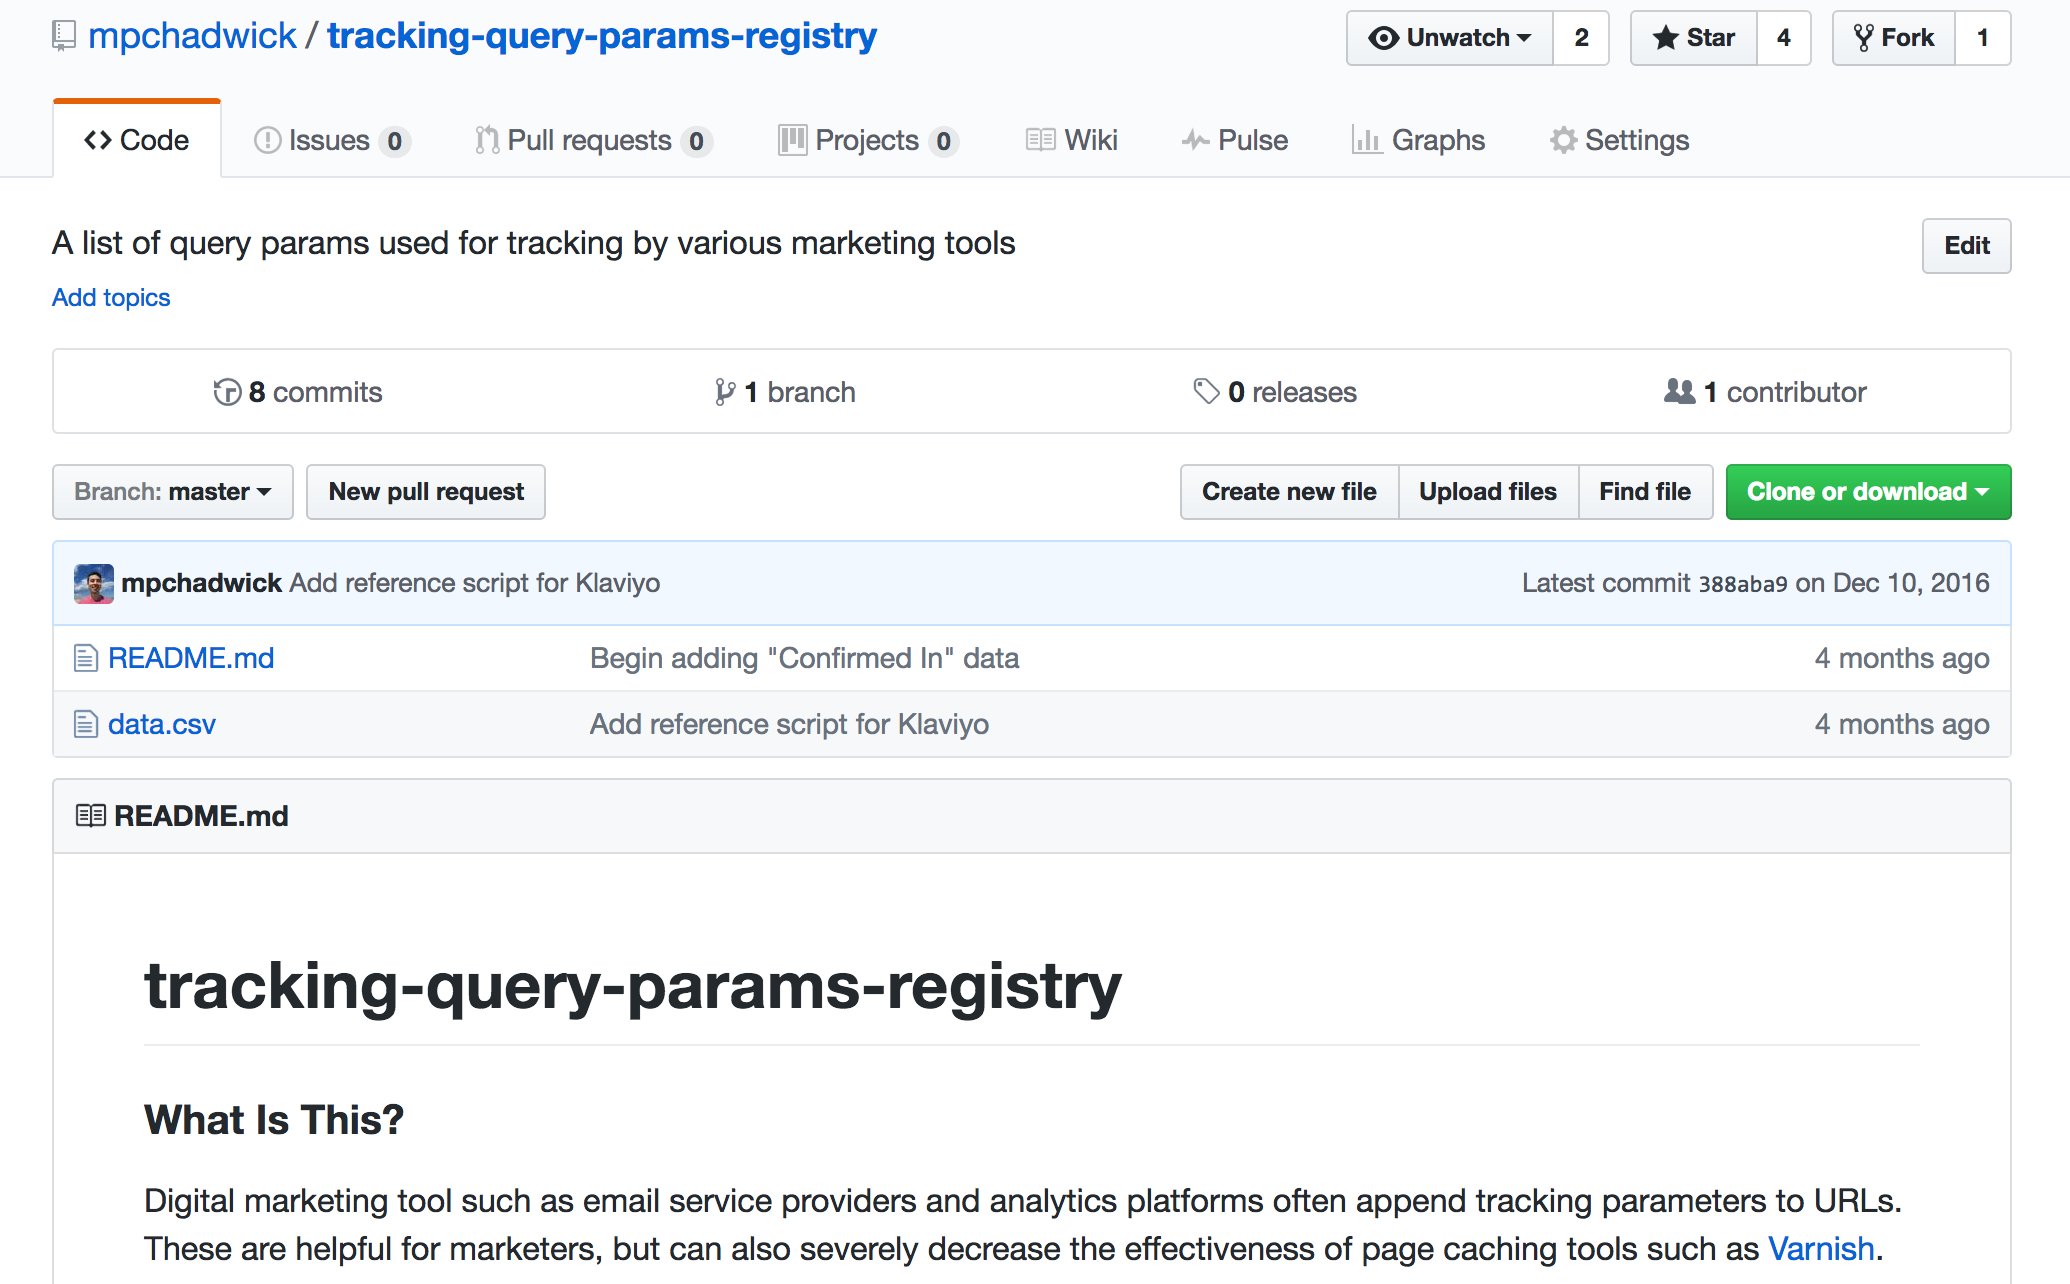 mpchadwick / tracking-query-params-registry Unwatch 2 Star 4 Fork 1
Code Issues 0 Pull requests 0 Projects 0 Wiki Pulse Graphs Settings
A list of query params used for tracking by various marketing tools Edit
Add topics
8 commits 1 branch 0 releases 1 contributor
Branch: master New pull request Create new file Upload files Find file Clone or download
mpchadwick Add reference script for Klaviyo Latest commit 388aba9 on Dec 10, 2016
README.md Begin adding "Confirmed In" data 4 months ago
data.csv Add reference script for Klaviyo 4 months ago
README.md
tracking-query-params-registry
What Is This?
Digital marketing tool such as email service providers and analytics platforms often append tracking parameters to URLs.
These are helpful for marketers, but can also severely decrease the effectiveness of page caching tools such as Varnish.